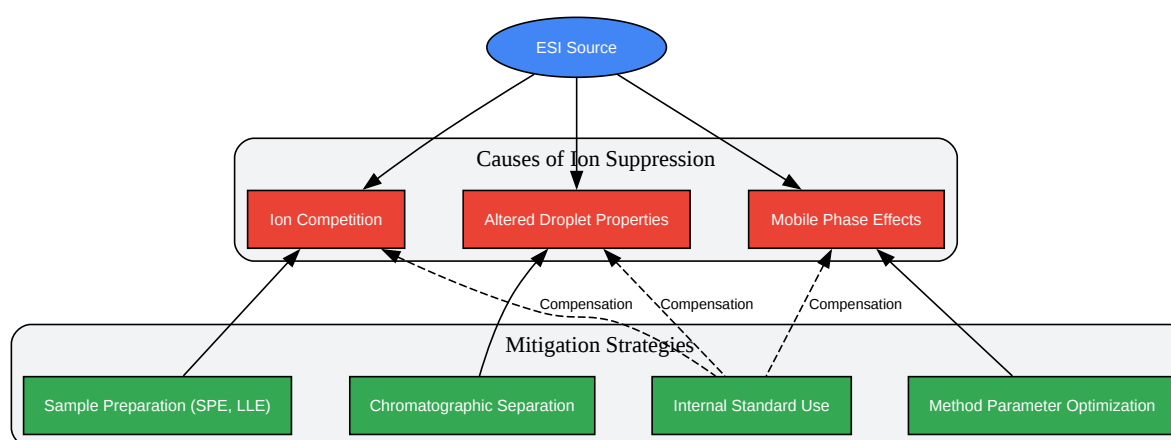 ESI Source
Causes of Ion Suppression
Ion Competition
Altered Droplet Properties
Mobile Phase Effects
Compensation
Compensation
Compensation
Mitigation Strategies
Sample Preparation (SPE, LLE)
Chromatographic Separation
Internal Standard Use
Method Parameter Optimization